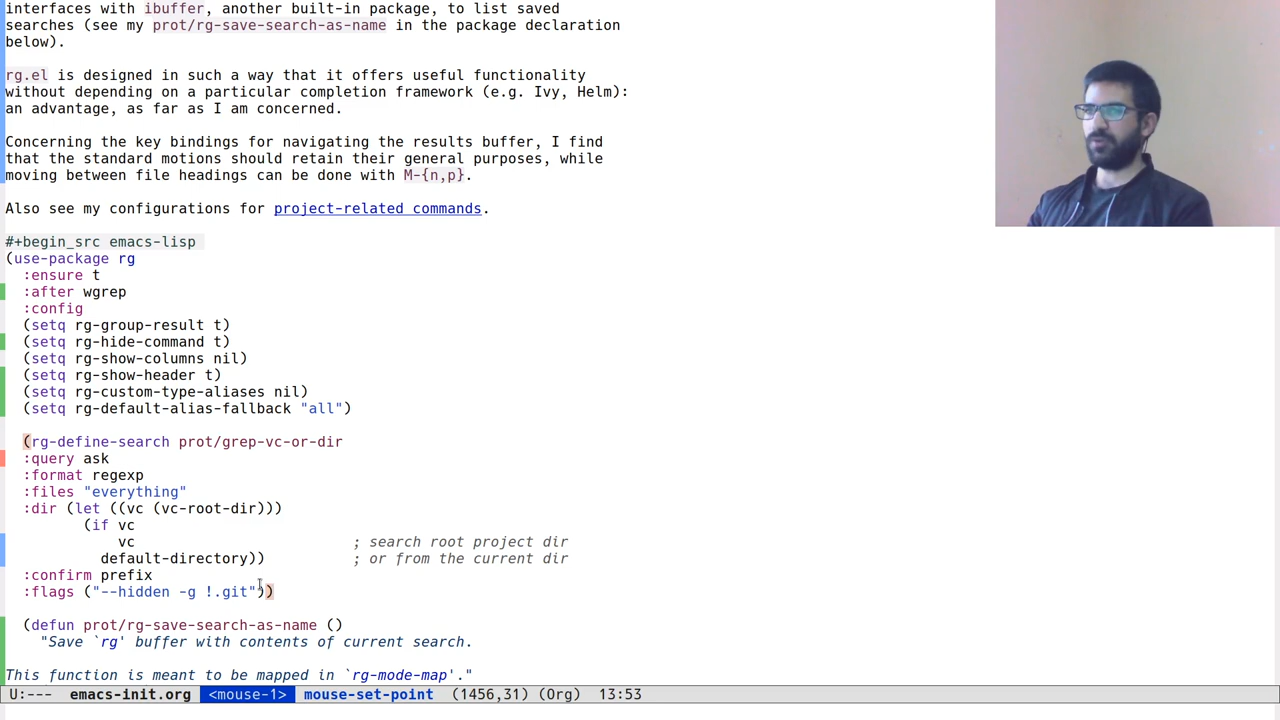 interfaces with ibuffer, another built-in package, to list saved
searches (see my prot/rg-save-search-as-name in the package declaration
below).
rg.el is designed in such a way that it offers useful functionality
without depending on a particular completion framework (e.g. Ivy, Helm):
an advantage, as far as I am concerned.
Concerning the key bindings for navigating the results buffer, I find
that the standard motions should retain their general purposes, while
moving between file headings can be done with M-{n,p}.
Also see my configurations for project-related commands.
#+begin_src emacs-lisp
(use-package rg
:ensure t
:after wgrep
:config
(setq rg-group-result t)
(setq rg-hide-command t)
(setq rg-show-columns nil)
(setq rg-show-header t)
(setq rg-custom-type-aliases nil)
(setq rg-default-alias-fallback "all")
(rg-define-search prot/grep-vc-or-dir
:query ask
:format regexp
:files "everything"
:dir (let ((vc (vc-root-dir)))
(if vc
vc ; search root project dir
default-directory)) ; or from the current dir
:confirm prefix
:flags ("--hidden -g !.git"))
(defun prot/rg-save-search-as-name ()
"Save `rg' buffer with contents of current search.
This function is meant to be mapped in `rg-mode-map'."
U:--- emacs-init.org <mouse-1> mouse-set-point (1456,31) (Org) 13:53